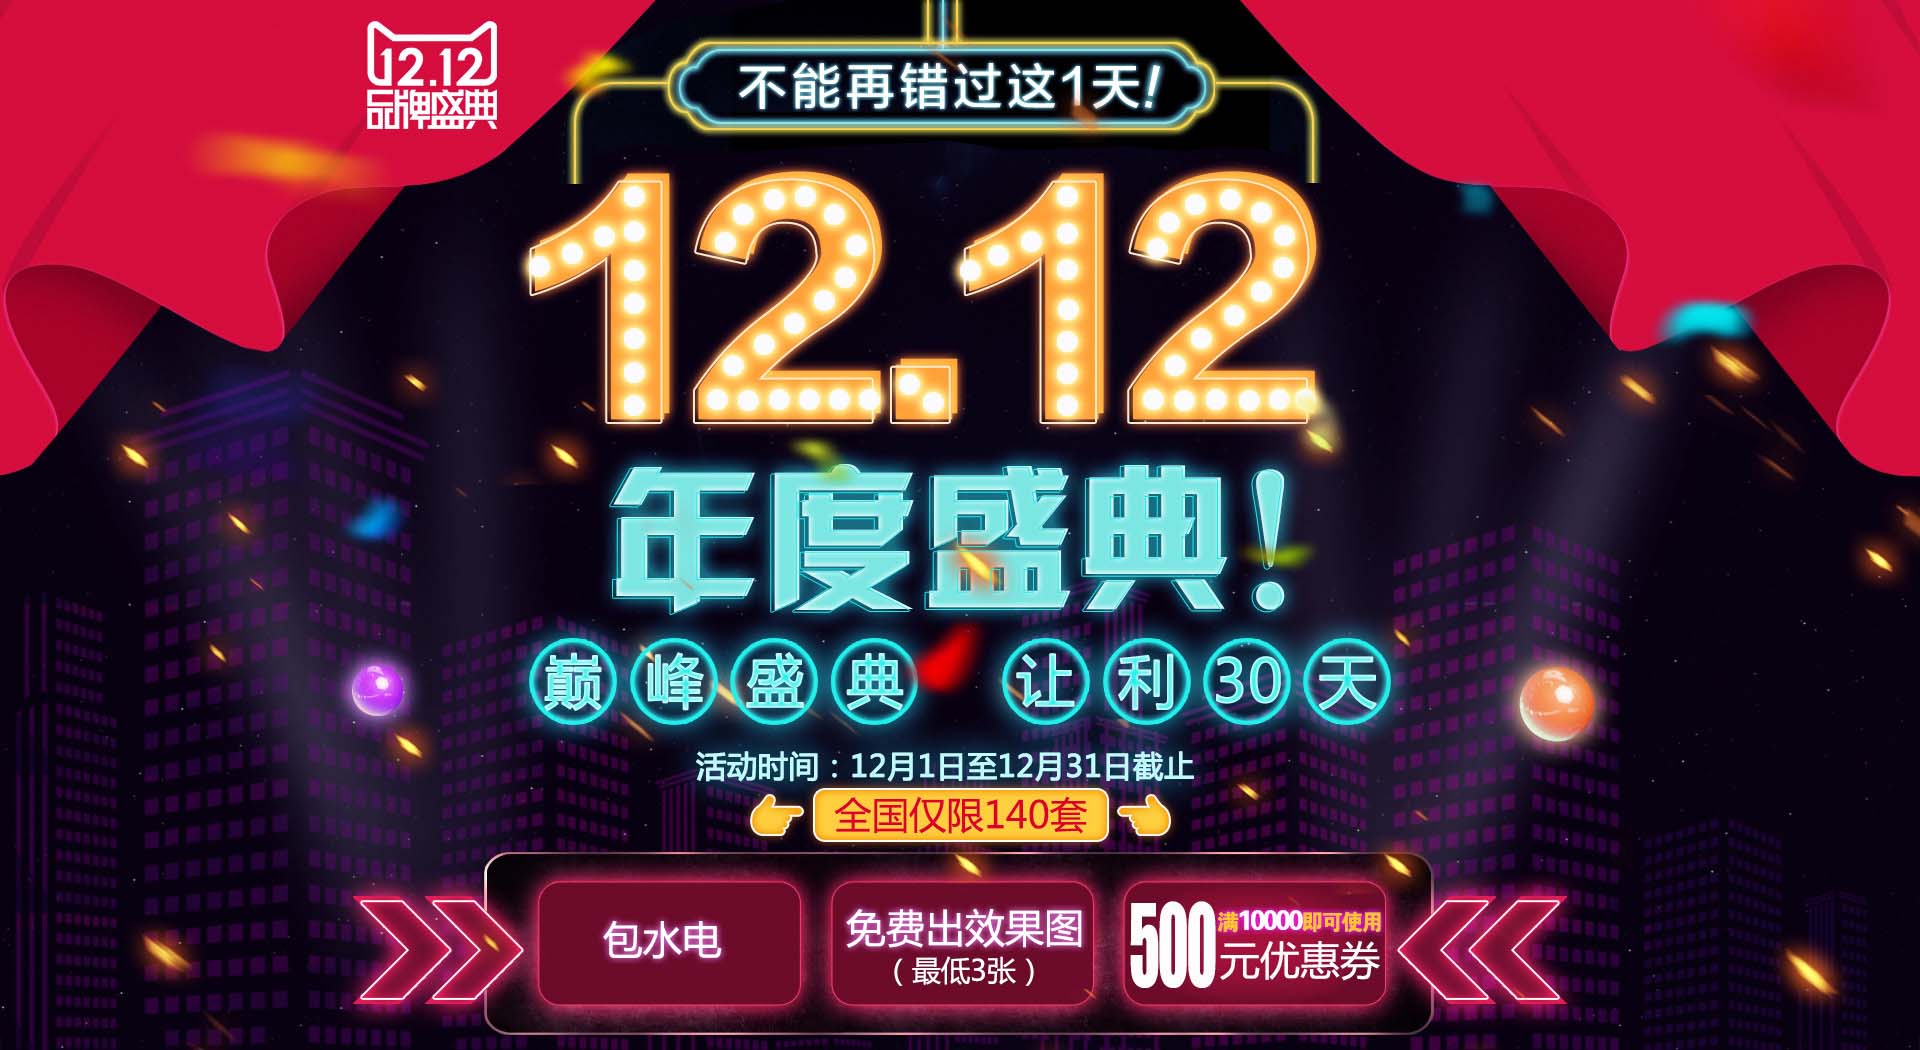 12.12
品牌盛典
不能再错过这1天!
12.12
年度盛典!
巅峰盛典 让利30天
活动时间：12月1日至12月31日截止
全国仅限140套
包水电
免费出效果图
（最低3张）
500
满10000即可使用
元优惠券